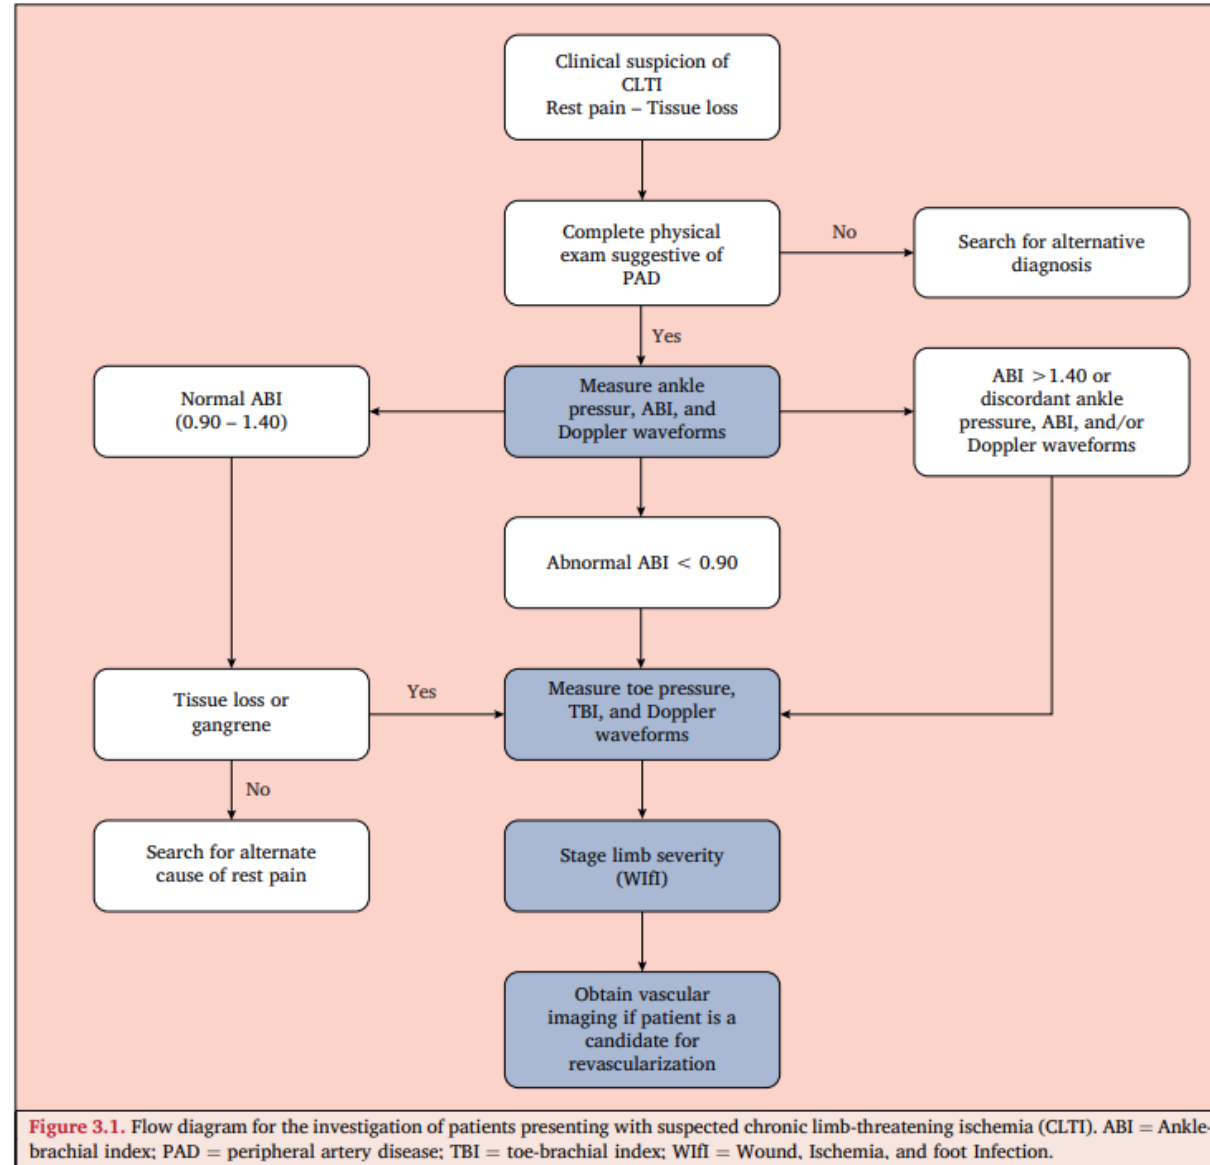 Clinical suspicion of
CLTI
Rest pain – Tissue loss
Complete physical
exam suggestive of
PAD
No
Search for alternative
diagnosis
Yes
Normal ABI
(0.90 – 1.40)
Measure ankle
pressur, ABI, and
Doppler waveforms
ABI >1.40 or
discordant ankle
pressure, ABI, and/or
Doppler waveforms
Abnormal ABI < 0.90
Tissue loss or
gangrene
Yes
Measure toe pressure,
TBI, and Doppler
waveforms
No
Search for alternate
cause of rest pain
Stage limb severity
(WIfI)
Obtain vascular
imaging if patient is a
candidate for
revascularization
Figure 3.1. Flow diagram for the investigation of patients presenting with suspected chronic limb-threatening ischemia (CLTI). ABI = Ankle-
brachial index; PAD = peripheral artery disease; TBI = toe-brachial index; WIfI = Wound, Ischemia, and foot Infection.